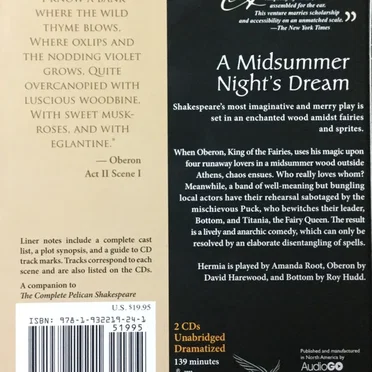 I KNOW A BANK
WHERE THE WILD
THYME BLOWS,
WHERE OXLIPS AND
THE NODDING VIOLET
GROWS. QUITE
OVERCANOPIED WITH
LUSCIOUS WOODBINE.
WITH SWEET MUSK-
ROSES, AND WITH
EGLANTINE."
— Oberon
Act II Scene I
Liner notes include a complete cast
list, a plot synopsis, and a guide to CD
track marks. Tracks correspond to each
scene and are also listed on the CDs.
A companion to
The Complete Pelican Shakespeare
U.S. $19.95
ISBN: 978-1-932219-24-1
51995
assembled for the ear.
This venture marries scholarship
and accessibility on an unmatched scale.”
—The New York Times
A Midsummer
Night's Dream
Shakespeare's most imaginative and merry play is
set in an enchanted wood amidst fairies
and sprites.
When Oberon, King of the Fairies, uses his magic upon
four runaway lovers in a midsummer wood outside
Athens, chaos ensues. Who really loves whom?
Meanwhile, a band of well-meaning but bungling
local actors have their rehearsal sabotaged by the
mischievous Puck, who bewitches their leader,
Bottom, and Titania, the Fairy Queen. The result
is a lively and anarchic comedy, which can only be
resolved by an elaborate disentangling of spells.
Hermia is played by Amanda Root, Oberon by
David Harewood, and Bottom by Roy Hudd.
2 CDs
Unabridged
Dramatized
139 minutes
Published and manufactured
in North America by
AudioGO